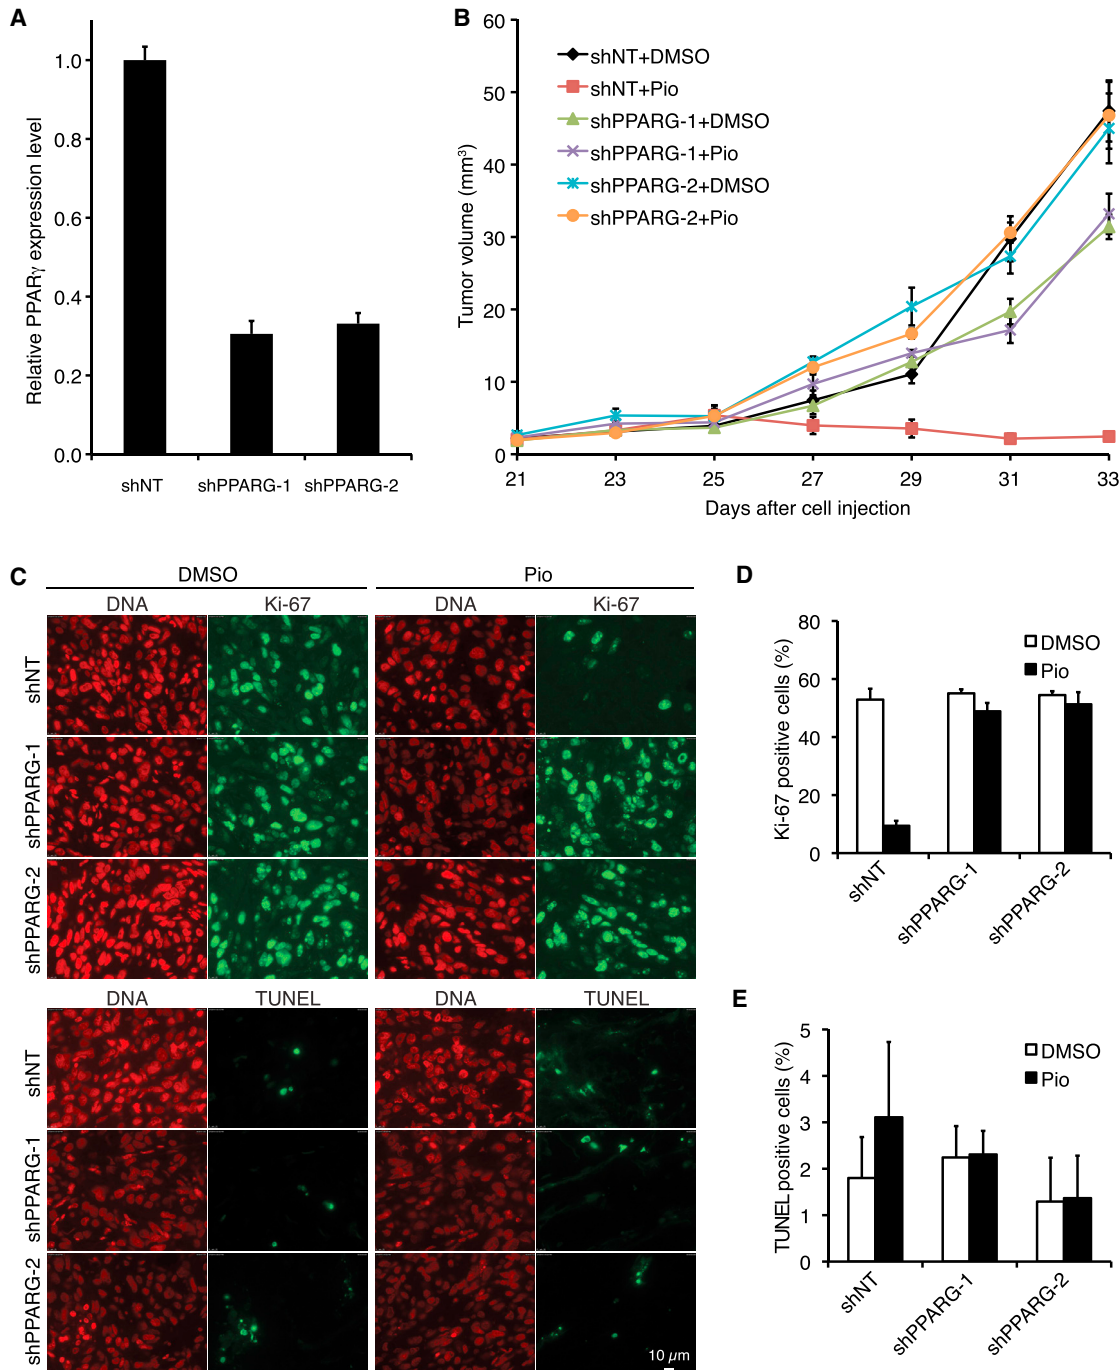 A
Relative PPARγ expression level
1.0
0.8
0.6
0.4
0.2
0.0
shNT
shPPARG-1
shPPARG-2
B
Tumor volume (mm³)
60
50
40
30
20
10
0
shNT+DMSO
shNT+Pio
shPPARG-1+DMSO
shPPARG-1+Pio
shPPARG-2+DMSO
shPPARG-2+Pio
21
23
25
27
29
31
33
Days after cell injection
C
DMSO
Pio
DNA
Ki-67
DNA
Ki-67
shNT
shPPARG-1
shPPARG-2
DNA
TUNEL
DNA
TUNEL
shNT
shPPARG-1
shPPARG-2
10 µm
D
Ki-67 positive cells (%)
80
60
40
20
0
DMSO
Pio
shNT
shPPARG-1
shPPARG-2
E
TUNEL positive cells (%)
5
4
3
2
1
0
DMSO
Pio
shNT
shPPARG-1
shPPARG-2